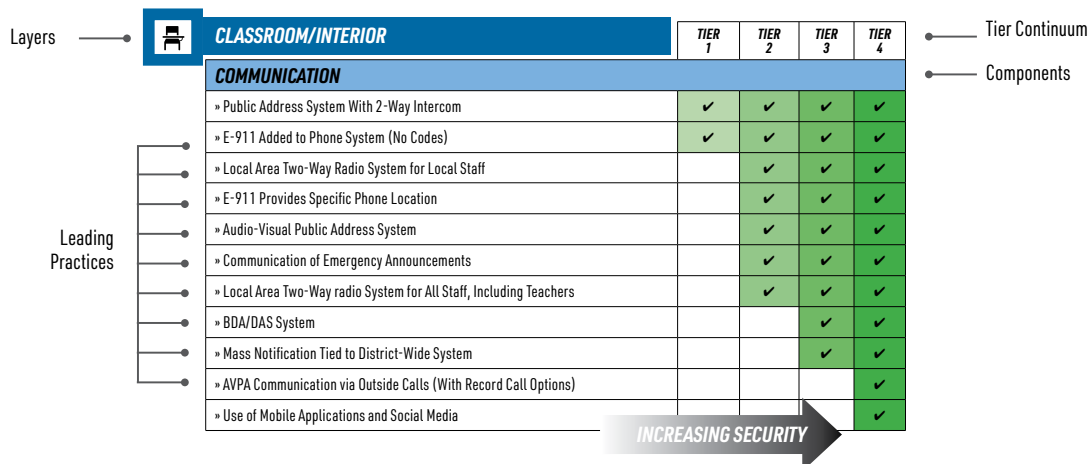 Layers
CLASSROOM/INTERIOR
TIER 1
TIER 2
TIER 3
TIER 4
Tier Continuum
COMMUNICATION
Components
» Public Address System With 2-Way Intercom ✔ ✔ ✔ ✔
» E-911 Added to Phone System (No Codes) ✔ ✔ ✔ ✔
» Local Area Two-Way Radio System for Local Staff ✔ ✔ ✔
» E-911 Provides Specific Phone Location ✔ ✔ ✔
» Audio-Visual Public Address System ✔ ✔ ✔
Leading
Practices
» Communication of Emergency Announcements ✔ ✔ ✔
» Local Area Two-Way radio System for All Staff, Including Teachers ✔ ✔ ✔
» BDA/DAS System ✔ ✔
» Mass Notification Tied to District-Wide System ✔ ✔
» AVPA Communication via Outside Calls (With Record Call Options) ✔
» Use of Mobile Applications and Social Media ✔
INCREASING SECURITY